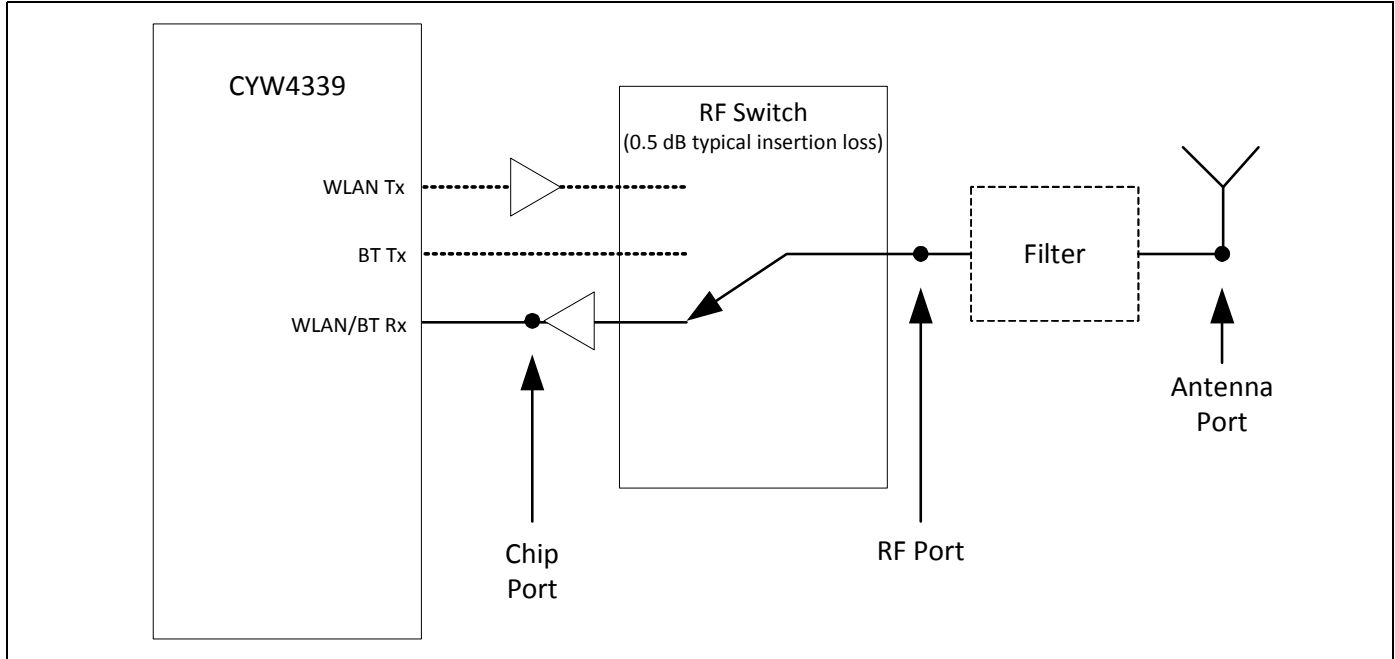 CYW4339
RF Switch
(0.5 dB typical insertion loss)
WLAN Tx
BT Tx
Filter
WLAN/BT Rx
Antenna
Port
Chip
Port
RF Port